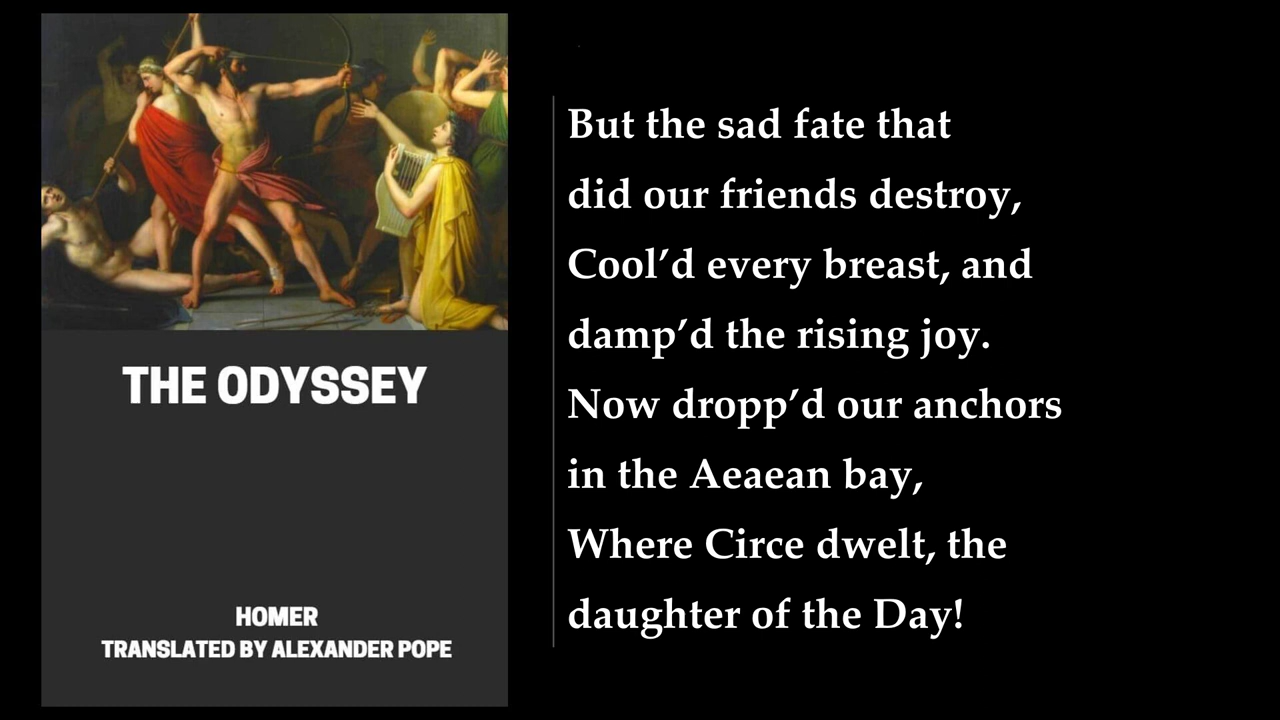 THE ODYSSEY
HOMER
TRANSLATED BY ALEXANDER POPE
But the sad fate that
did our friends destroy,
Cool’d every breast, and
damp’d the rising joy.
Now dropp’d our anchors
in the Aeaean bay,
Where Circe dwelt, the
daughter of the Day!